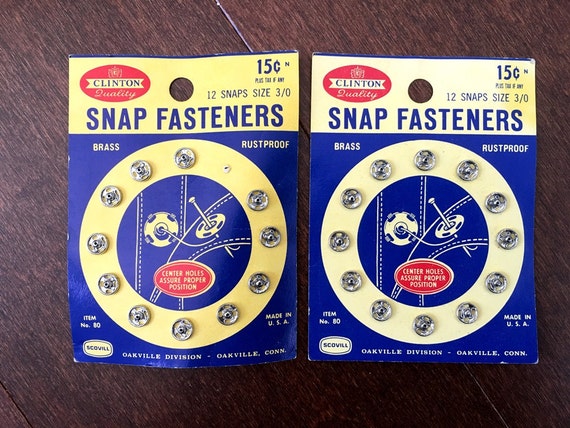 CLINTON
Quality
15¢ N
PLUS TAX IF ANY
12 SNAPS SIZE 3/0
SNAP FASTENERS
BRASS RUSTPROOF
CENTER HOLES
ASSURE PROPER
POSITION
ITEM
No. 80
MADE IN
U. S. A.
SCOVILL
OAKVILLE DIVISION - OAKVILLE, CONN.
CLINTON
Quality
15¢ N
PLUS TAX IF ANY
12 SNAPS SIZE 3/0
SNAP FASTENERS
BRASS RUSTPROOF
CENTER HOLES
ASSURE PROPER
POSITION
ITEM
No. 80
MADE IN
U. S. A.
SCOVILL
OAKVILLE DIVISION - OAKVILLE, CONN.